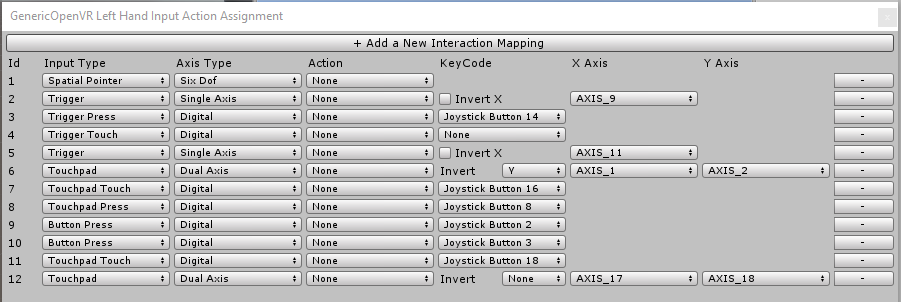 GenericOpenVR Left Hand Input Action Assignment
+ Add a New Interaction Mapping
Id Input Type Axis Type Action KeyCode X Axis Y Axis
1 Spatial Pointer Six Dof None -
2 Trigger Single Axis None Invert X AXIS_9 -
3 Trigger Press Digital None Joystick Button 14 -
4 Trigger Touch Digital None None -
5 Trigger Single Axis None Invert X AXIS_11 -
6 Touchpad Dual Axis None Invert Y AXIS_1 AXIS_2 -
7 Touchpad Touch Digital None Joystick Button 16 -
8 Touchpad Press Digital None Joystick Button 8 -
9 Button Press Digital None Joystick Button 2 -
10 Button Press Digital None Joystick Button 3 -
11 Touchpad Touch Digital None Joystick Button 18 -
12 Touchpad Dual Axis None Invert None AXIS_17 AXIS_18 -